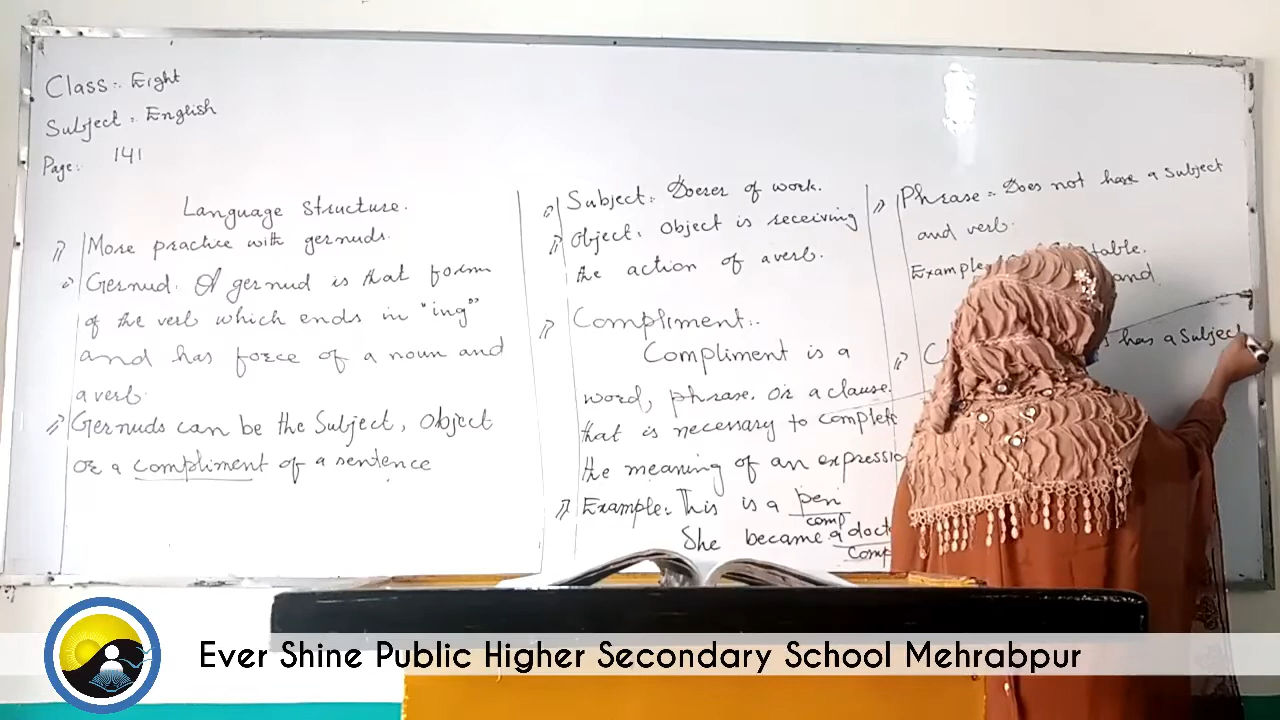 Class:. Eight
Subject:. English
Page:. 141
Language Structure.
More practice with gernuds.
Gernud. A gernud is that form
of the verb which ends in "ing"
and has force of a noun and
a verb.
Gernuds can be the Subject, Object
or a compliment of a sentence
Subject:. Doerer of work.
Object:. Object is receiving
the action of a verb.
Compliment:.
Compliment is a
word, phrase. Or a clause.
that is necessary to complete
the meaning of an expressio
Example:. This is a pen
comp
She became a doct
comp
Phrase:. Does not have a subject
and verb.
Example table.
and
has a subject
Ever Shine Public Higher Secondary School Mehrabpur